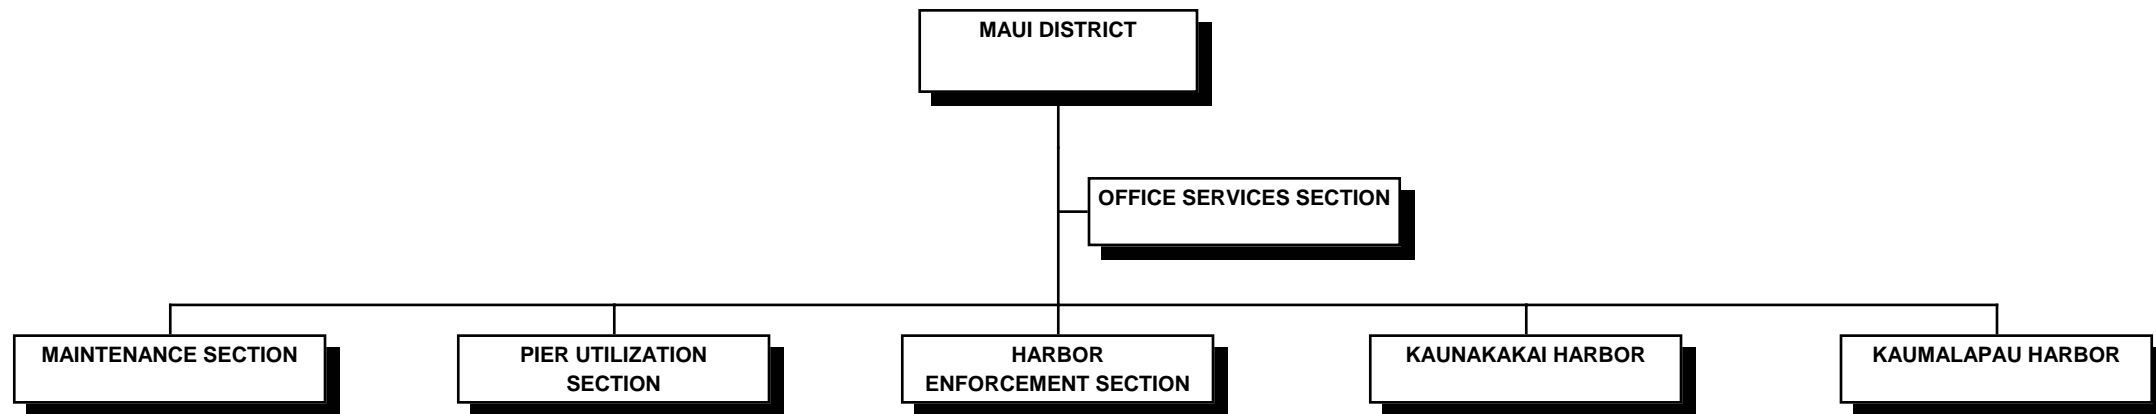 MAUI DISTRICT
OFFICE SERVICES SECTION
MAINTENANCE SECTION
PIER UTILIZATION
SECTION
HARBOR
ENFORCEMENT SECTION
KAUNAKAKAI HARBOR
KAUMALAPAU HARBOR